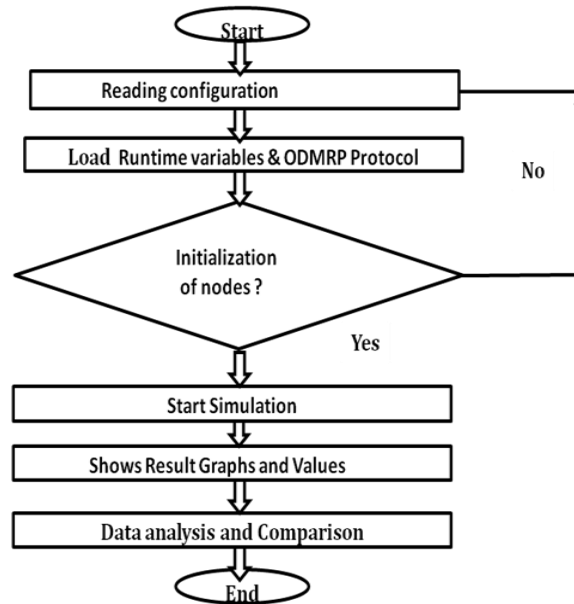 Start
Reading configuration
Load Runtime variables & ODMRP Protocol
No
Initialization
of nodes ?
Yes
Start Simulation
Shows Result Graphs and Values
Data analysis and Comparison
End